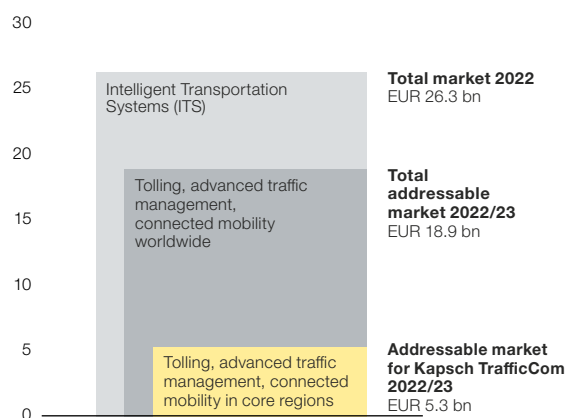 30
25
20
15
10
5
0
Intelligent Transportation
Systems (ITS)
Total market 2022
EUR 26.3 bn
Tolling, advanced traffic
management,
connected mobility
worldwide
Total
addressable
market 2022/23
EUR 18.9 bn
Tolling, advanced traffic
management, connected
mobility in core regions
Addressable market
for Kapsch TrafficCom
2022/23
EUR 5.3 bn